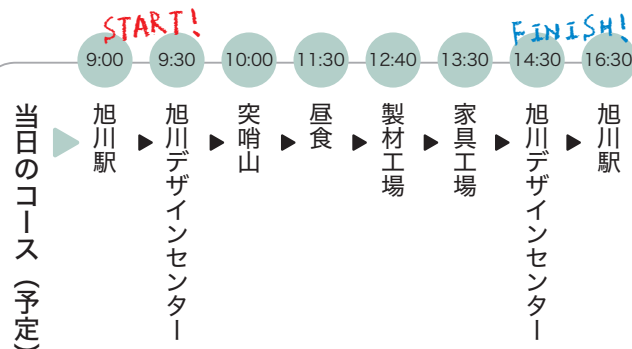 START!
FINISH!
9:00 9:30 10:00 11:30 12:40 13:30 14:30 16:30
当日のコース（予定）
旭川駅
旭川デザインセンター
突哨山
昼食
製材工場
家具工場
旭川デザインセンター
旭川駅